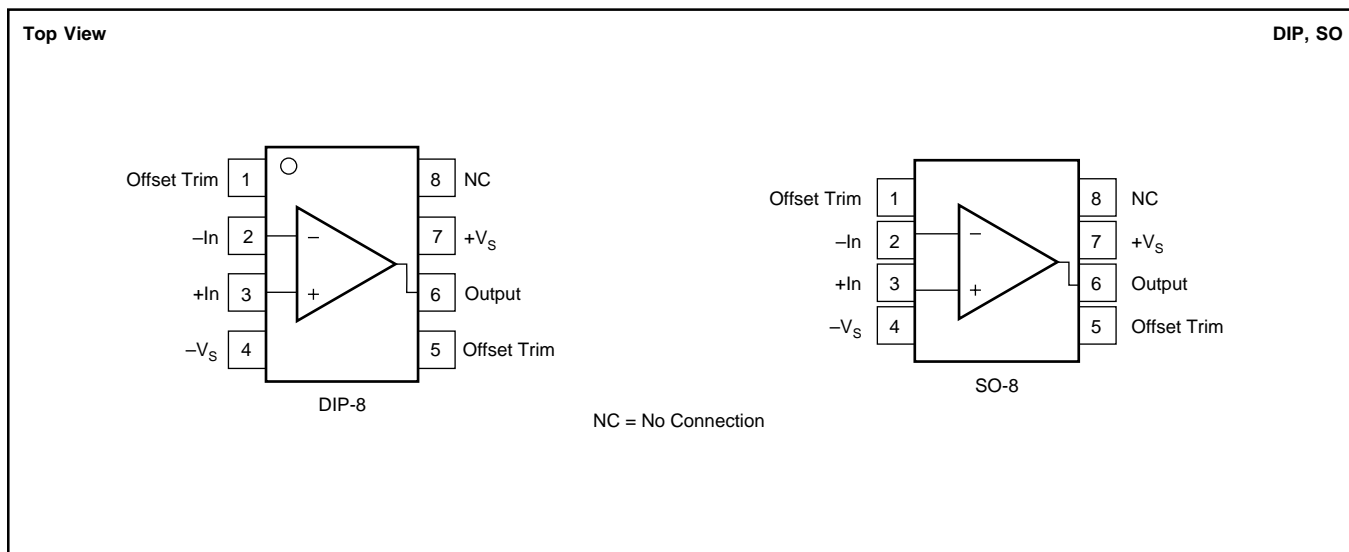 Top View
DIP, SO
Offset Trim 1
–In 2
+In 3
–VS 4
8 NC
7 +VS
6 Output
5 Offset Trim
–
+
DIP-8
Offset Trim 1
–In 2
+In 3
–VS 4
8 NC
7 +VS
6 Output
5 Offset Trim
–
+
SO-8
NC = No Connection